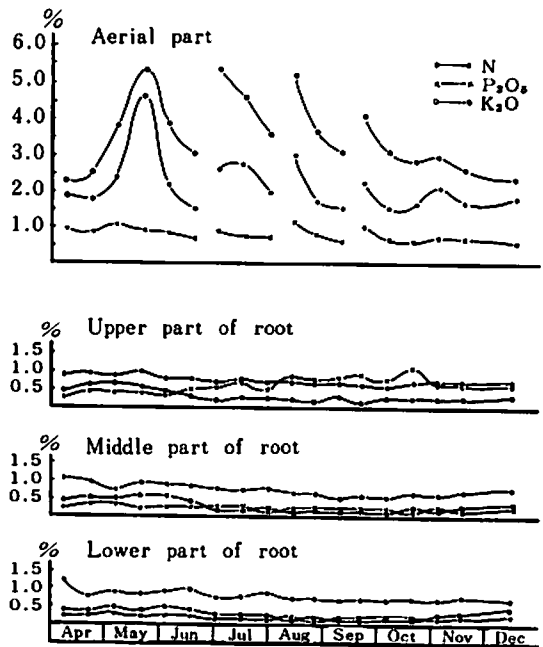 %
Aerial part
6.0
5.0
4.0
3.0
2.0
1.0
N
P₂O₅
K₂O
%
Upper part of root
1.5
1.0
0.5
%
Middle part of root
1.5
1.0
0.5
%
Lower part of root
1.5
1.0
0.5
Apr May Jun Jul Aug Sep Oct Nov Dec